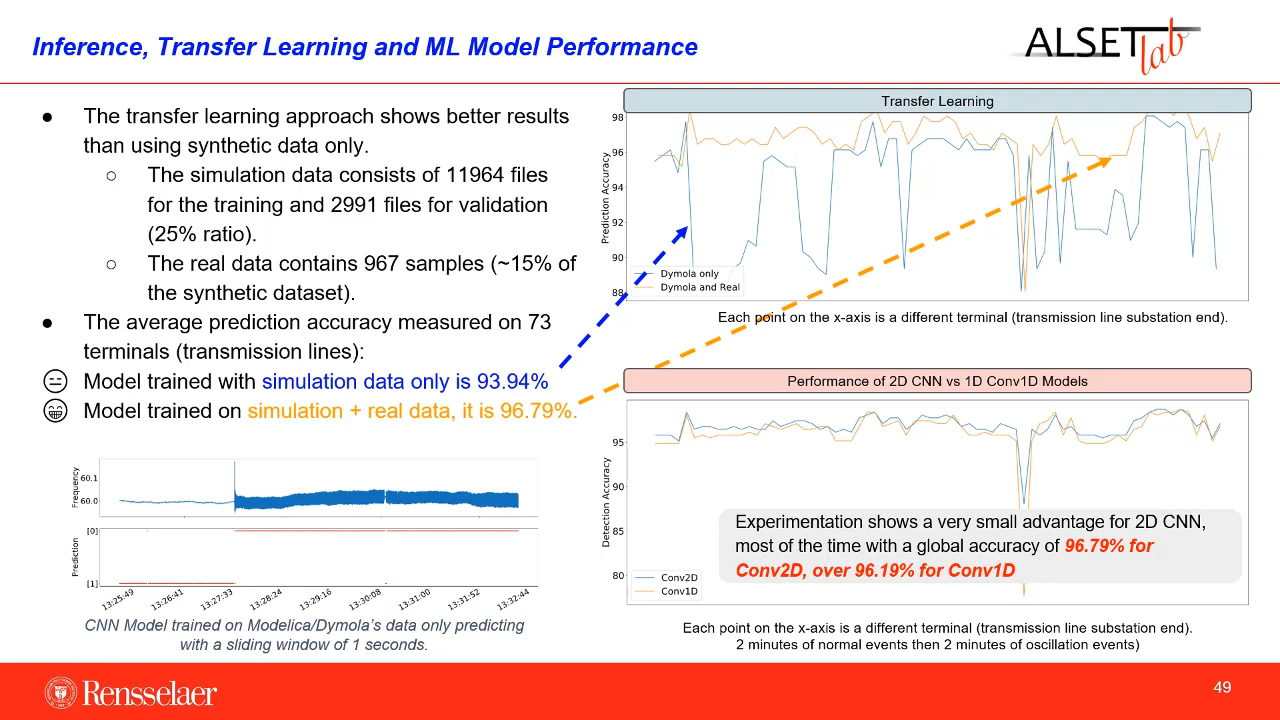 Inference, Transfer Learning and ML Model Performance
ALSET lab
● The transfer learning approach shows better results
than using synthetic data only.
○ The simulation data consists of 11964 files
for the training and 2991 files for validation
(25% ratio).
○ The real data contains 967 samples (~15% of
the synthetic dataset).
● The average prediction accuracy measured on 73
terminals (transmission lines):
Model trained with simulation data only is 93.94%
Model trained on simulation + real data, it is 96.79%.
Frequency
60.1
60.0
Prediction
[0]
[1]
13:25:49
13:26:41
13:27:33
13:28:24
13:29:16
13:30:08
13:31:00
13:31:52
13:32:44
CNN Model trained on Modelica/Dymola's data only predicting
with a sliding window of 1 seconds.
Transfer Learning
Prediction Accuracy
98
96
94
92
90
88
Dymola only
Dymola and Real
Each point on the x-axis is a different terminal (transmission line substation end).
Performance of 2D CNN vs 1D Conv1D Models
Detection Accuracy
95
90
85
80
Conv2D
Conv1D
Experimentation shows a very small advantage for 2D CNN,
most of the time with a global accuracy of 96.79% for
Conv2D, over 96.19% for Conv1D
Each point on the x-axis is a different terminal (transmission line substation end).
2 minutes of normal events then 2 minutes of oscillation events)
Rensselaer
49